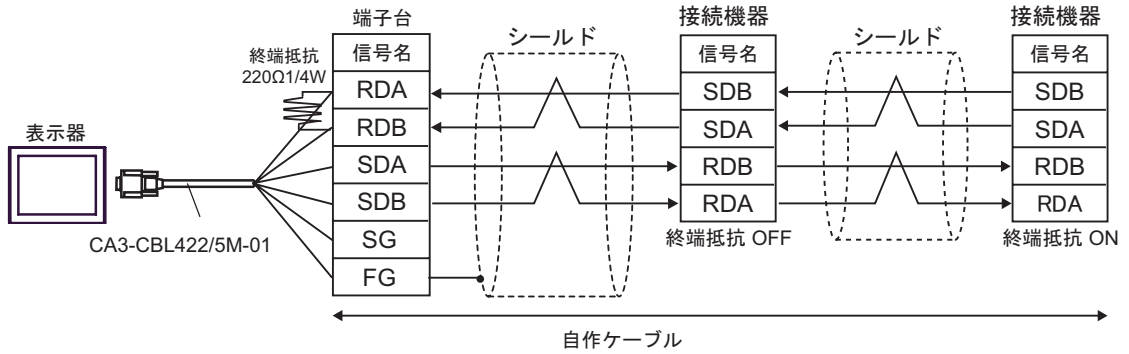 表示器
CA3-CBL422/5M-01
終端抵抗
220Ω1/4W
端子台
信号名
RDA
RDB
SDA
SDB
SG
FG
シールド
接続機器
信号名
SDB
SDA
RDB
RDA
終端抵抗 OFF
シールド
接続機器
信号名
SDB
SDA
RDB
RDA
終端抵抗 ON
自作ケーブル